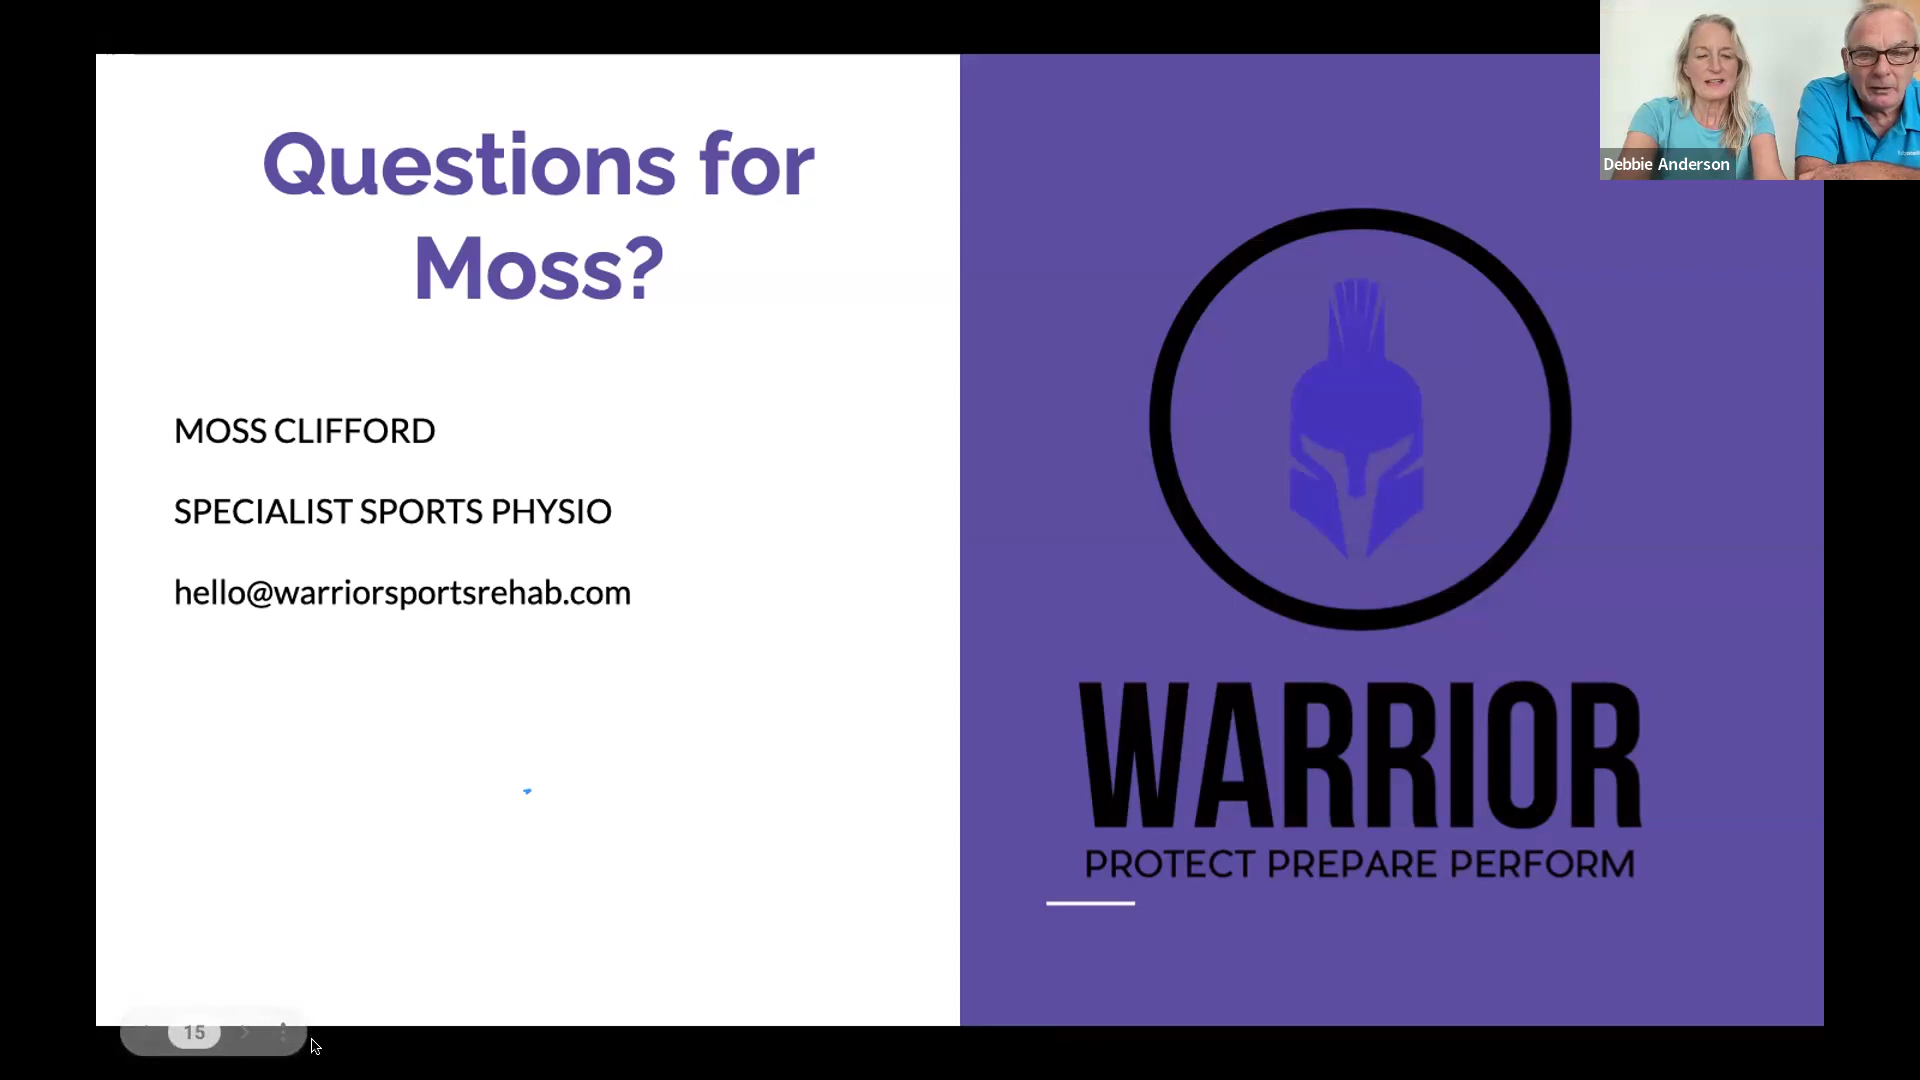 Questions for
Moss?
MOSS CLIFFORD
SPECIALIST SPORTS PHYSIO
hello@warriorsportsrehab.com
WARRIOR
PROTECT PREPARE PERFORM
Debbie Anderson
15